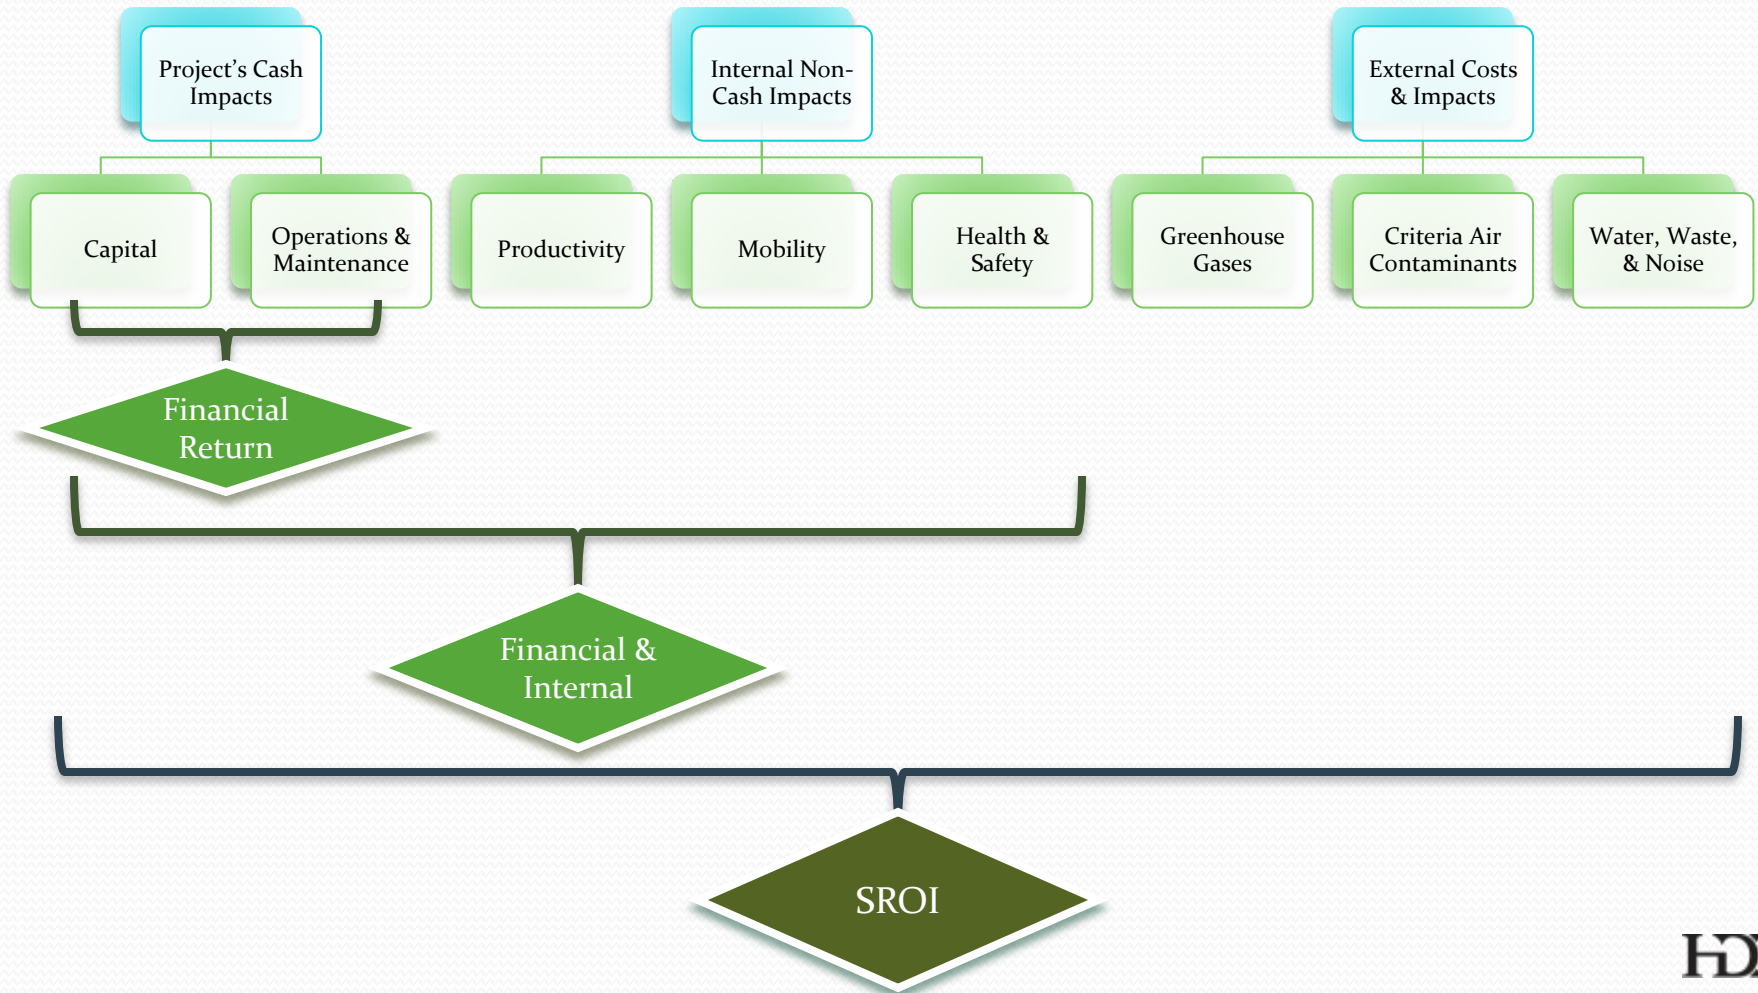 Project’s Cash
Impacts
Internal Non-
Cash Impacts
External Costs
& Impacts
Capital
Operations &
Maintenance
Productivity
Mobility
Health &
Safety
Greenhouse
Gases
Criteria Air
Contaminants
Water, Waste,
& Noise
Financial
Return
Financial &
Internal
SROI